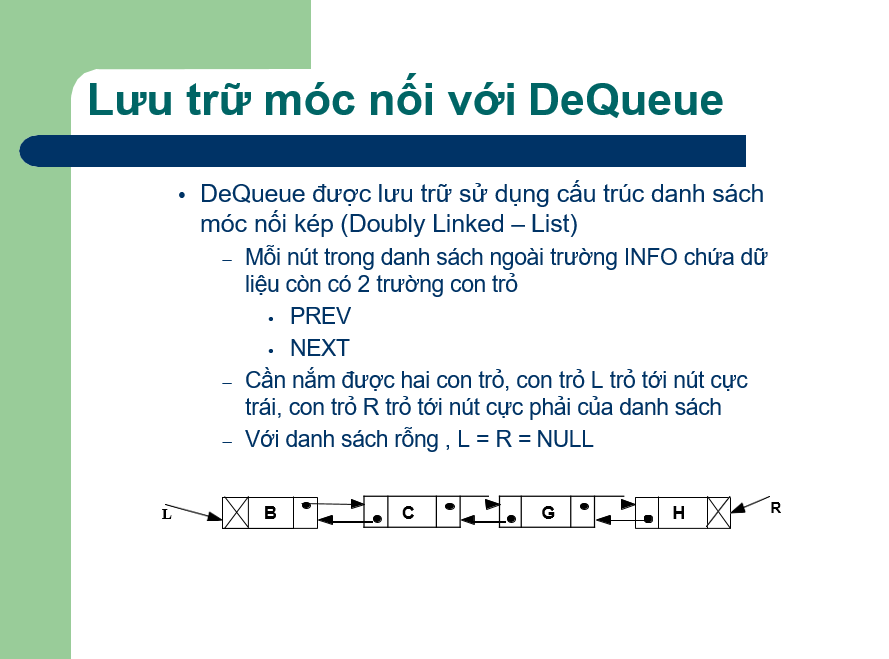 Lưu trữ móc nối với DeQueue
• DeQueue được lưu trữ sử dụng cấu trúc danh sách
móc nối kép (Doubly Linked – List)
– Mỗi nút trong danh sách ngoài trường INFO chứa dữ
liệu còn có 2 trường con trỏ
• PREV
• NEXT
– Cần nắm được hai con trỏ, con trỏ L trỏ tới nút cực
trái, con trỏ R trỏ tới nút cực phải của danh sách
– Với danh sách rỗng , L = R = NULL
L B C G H R